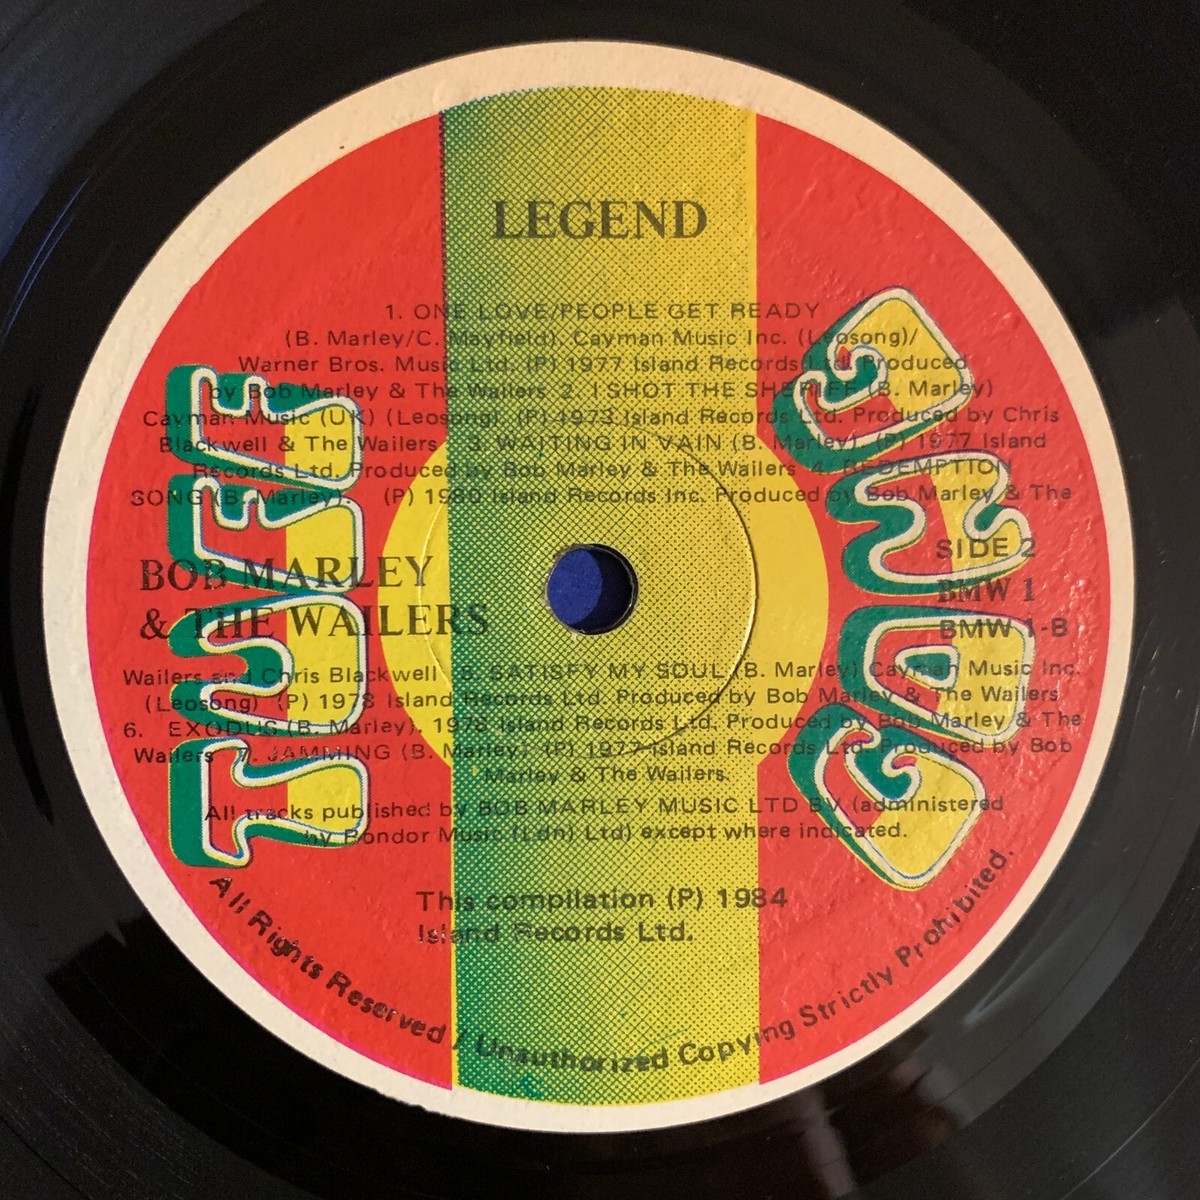 LEGEND
1. ONE LOVE/PEOPLE GET READY
(B. Marley/C. Mayfield). Cayman Music Inc. (Leosong)/
Warner Bros. Music Ltd. (P) 1977 Island Records Ltd. Produced
by Bob Marley & The Wailers 2. I SHOT THE SHERIFF (B. Marley)
Cayman Music (UK) (Leosong). (P) 1973 Island Records Ltd. Produced by Chris
Blackwell & The Wailers 3. WAITING IN VAIN (B. Marley). (P) 1977 Island
Records Ltd. Produced by Bob Marley & The Wailers 4. REDEMPTION
SONG (B. Marley). (P) 1980 Island Records Inc. Produced by Bob Marley & The
BOB MARLEY
& THE WAILERS
SIDE 2
BMW 1
BMW 1-B
Wailers and Chris Blackwell 5. SATISFY MY SOUL (B. Marley) Cayman Music Inc.
(Leosong) (P) 1978 Island Records Ltd. Produced by Bob Marley & The Wailers
6. EXODUS (B. Marley). 1978 Island Records Ltd. Produced by Bob Marley & The
Wailers 7. JAMMING (B. Marley). (P) 1977 Island Records Ltd. Produced by Bob
Marley & The Wailers.
All tracks published by BOB MARLEY MUSIC LTD BV (administered
by Rondor Music (Ldn) Ltd) except where indicated.
This compilation (P) 1984
Island Records Ltd.
All Rights Reserved / Unauthorized Copying Strictly Prohibited.
TUFF
GONG